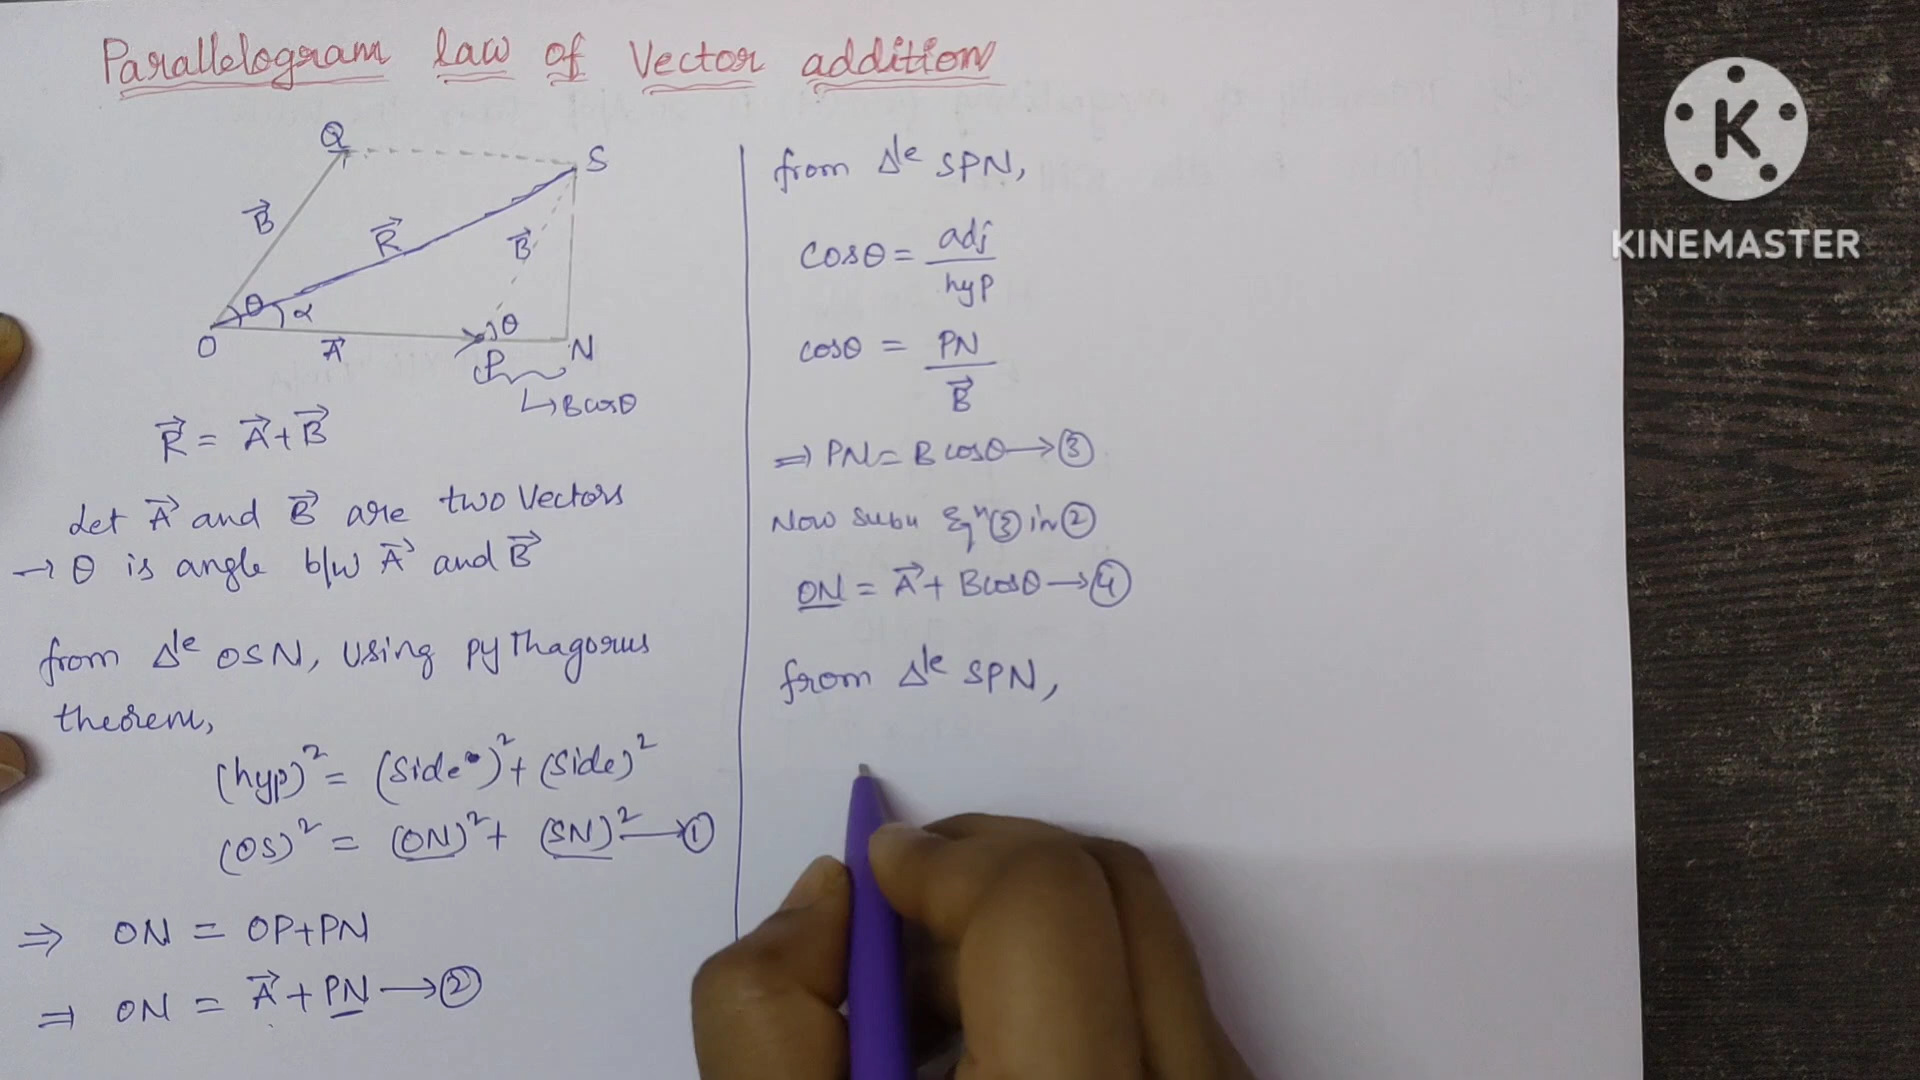 Parallelogram law of Vector addition
Q
S
B⃗
R⃗
B⃗
θ
α
θ
O
A⃗
P
N
↳Bcosθ
R⃗ = A⃗+B⃗
Let A⃗ and B⃗ are two Vectors
→ θ is angle b/w A⃗ and B⃗
from Δle OSN, using pythagorus
theorem,
(hyp)² = (Side)² + (Side)²
(OS)² = (ON)² + (SN)² → ①
⇒ ON = OP+PN
⇒ ON = A⃗ + PN → ②
from Δle SPN,
Cosθ = adj
hyp
cosθ = PN
B⃗
⇒ PN = B cosθ → ③
Now Eqⁿ ③ in ②
ON = A⃗ + Bcosθ → ④
from Δle SPN,
K
KINEMASTER